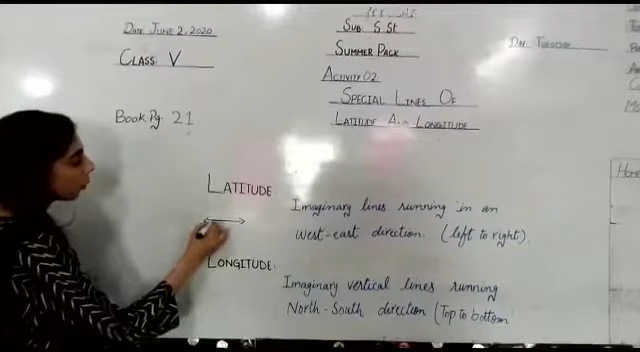 Date June 2, 2020
Class V
Sub S St
Summer Pack
Activity 02
Special Lines Of
Latitude & Longitude
Day Tuesday
Book Pg. 21
Latitude
Imaginary lines running in an
west-east direction. (left to right).
Longitude.
Imaginary vertical lines running
North-South direction (Top to bottom
Home